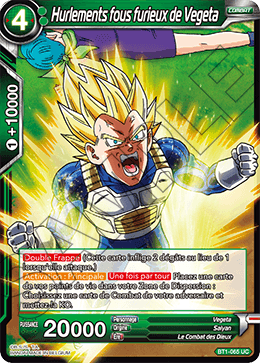 4
Hurlements fous furieux de Vegeta
COMBAT
+10000
1
Double Frappe (Cette carte inflige 2 dégâts au lieu de 1
lorsqu'elle attaque.)
Activation : Principale Une fois par tour Placez une carte
de vos points de vie dans votre Zone de Dispersion :
Choisissez une carte de Combat de votre adversaire et
mettez-la KO.
PUISSANCE
20000
Personnage : Vegeta
Origine : Saiyan
Ère : Le Combat des Dieux
BT1-065 UC